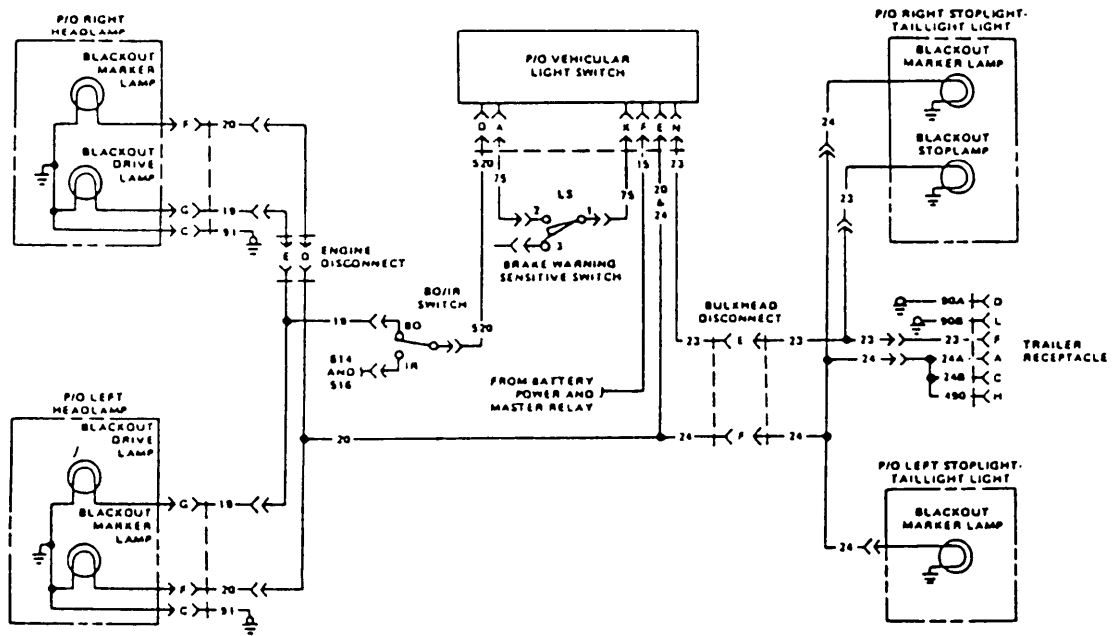 P/O RIGHT
HEADLAMP
BLACKOUT
MARKER
LAMP
F
20
BLACKOUT
DRIVE
LAMP
G
19
C
91
E
D
ENGINE
DISCONNECT
P/O VEHICULAR
LIGHT SWITCH
D
A
K
F
E
N
520
75
75
15
20
&
24
23
LS
2
1
3
BRAKE WARNING
SENSITIVE SWITCH
BO/IR
SWITCH
19
BO
IR
514
AND
516
520
FROM BATTERY
POWER AND
MASTER RELAY
BULKHEAD
DISCONNECT
23
E
23
24
F
24
20
P/O RIGHT STOPLIGHT-
TAILLIGHT LIGHT
BLACKOUT
MARKER LAMP
BLACKOUT
STOPLAMP
24
23
90A
D
90B
L
23
23
F
24
24A
A
24B
C
490
H
TRAILER
RECEPTACLE
P/O LEFT
HEADLAMP
BLACKOUT
DRIVE
LAMP
G
19
BLACKOUT
MARKER
LAMP
F
20
C
91
P/O LEFT STOPLIGHT-
TAILLIGHT LIGHT
BLACKOUT
MARKER LAMP
24